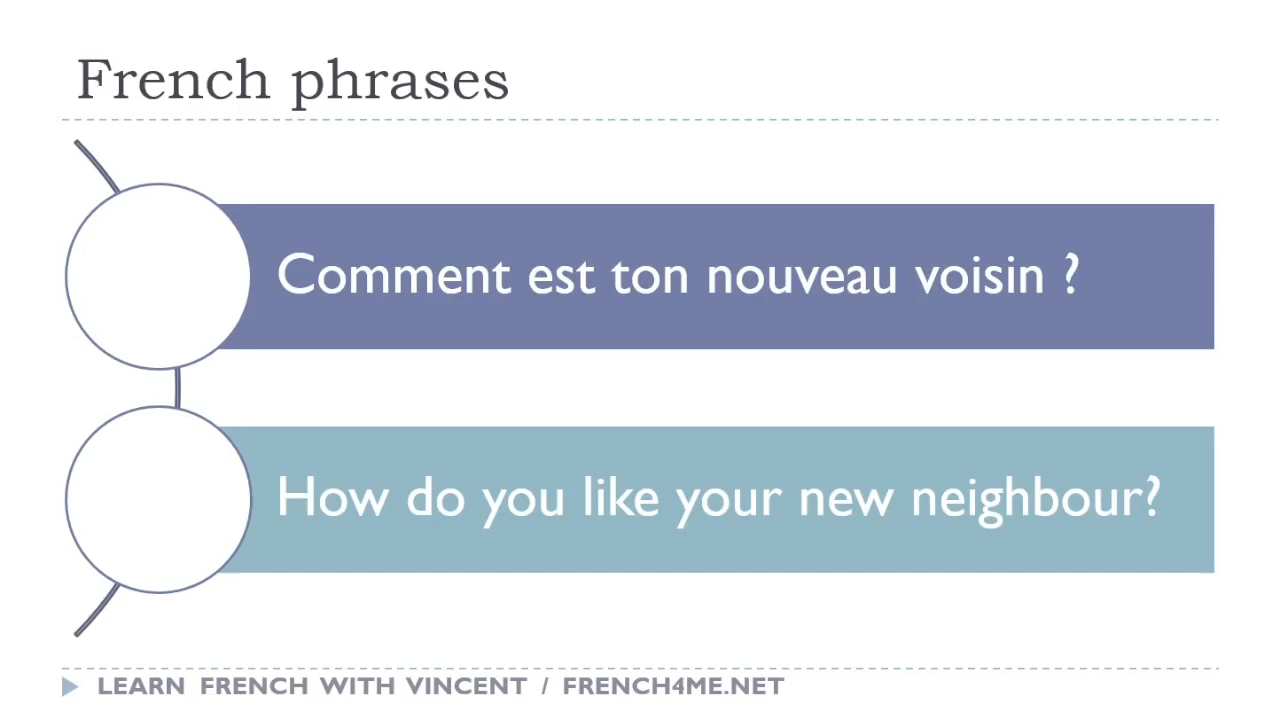 French phrases
Comment est ton nouveau voisin ?
How do you like your new neighbour?
LEARN FRENCH WITH VINCENT / FRENCH4ME.NET